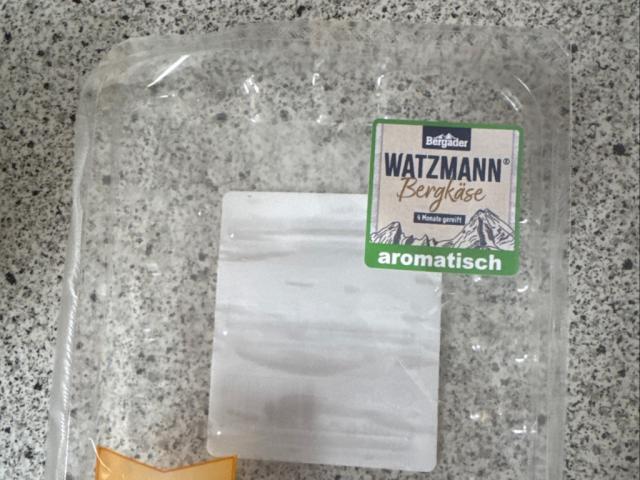 Bergader
WATZMANN®
Bergkäse
4 Monate gereift
aromatisch